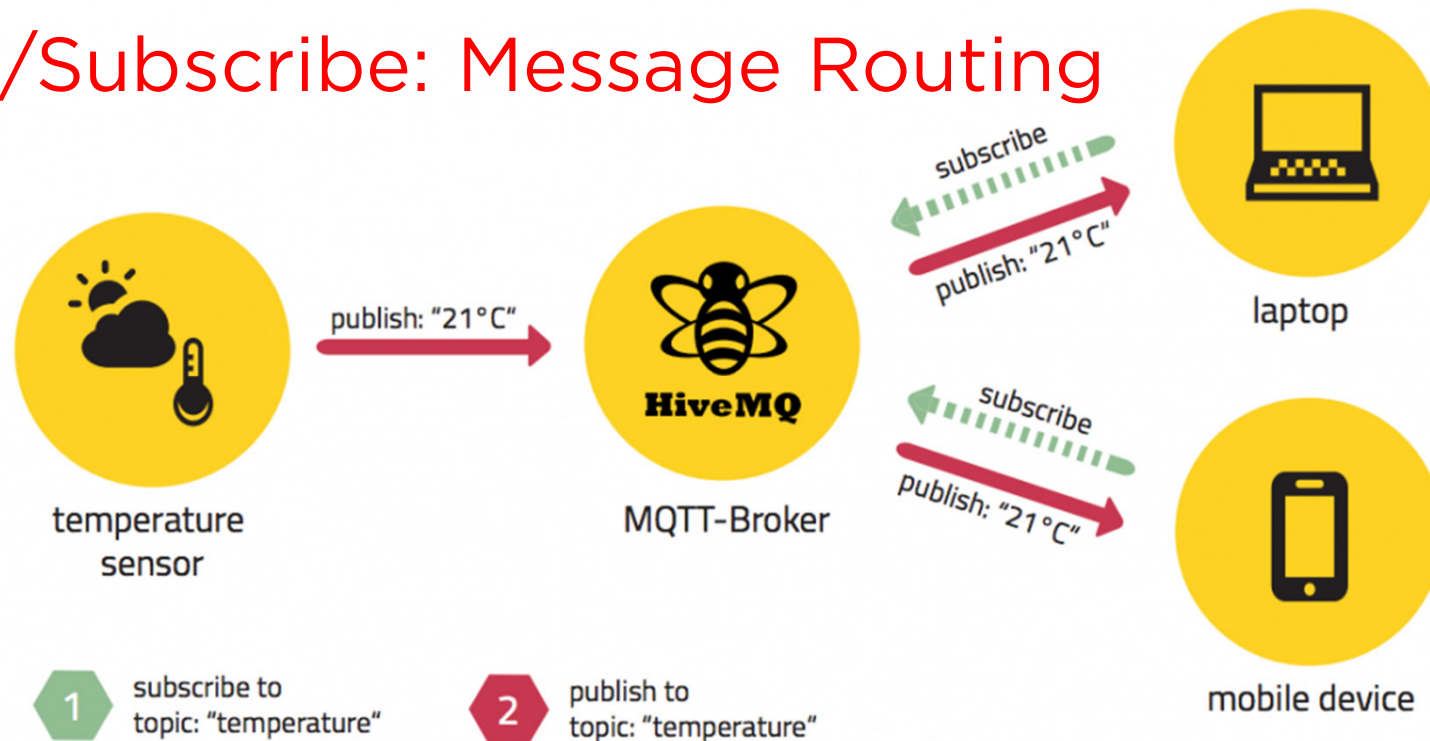 /Subscribe: Message Routing
subscribe
publish: "21°C"
laptop
publish: "21°C"
HiveMQ
MQTT-Broker
temperature
sensor
subscribe
publish: "21°C"
mobile device
1
subscribe to
topic: "temperature"
2
publish to
topic: "temperature"